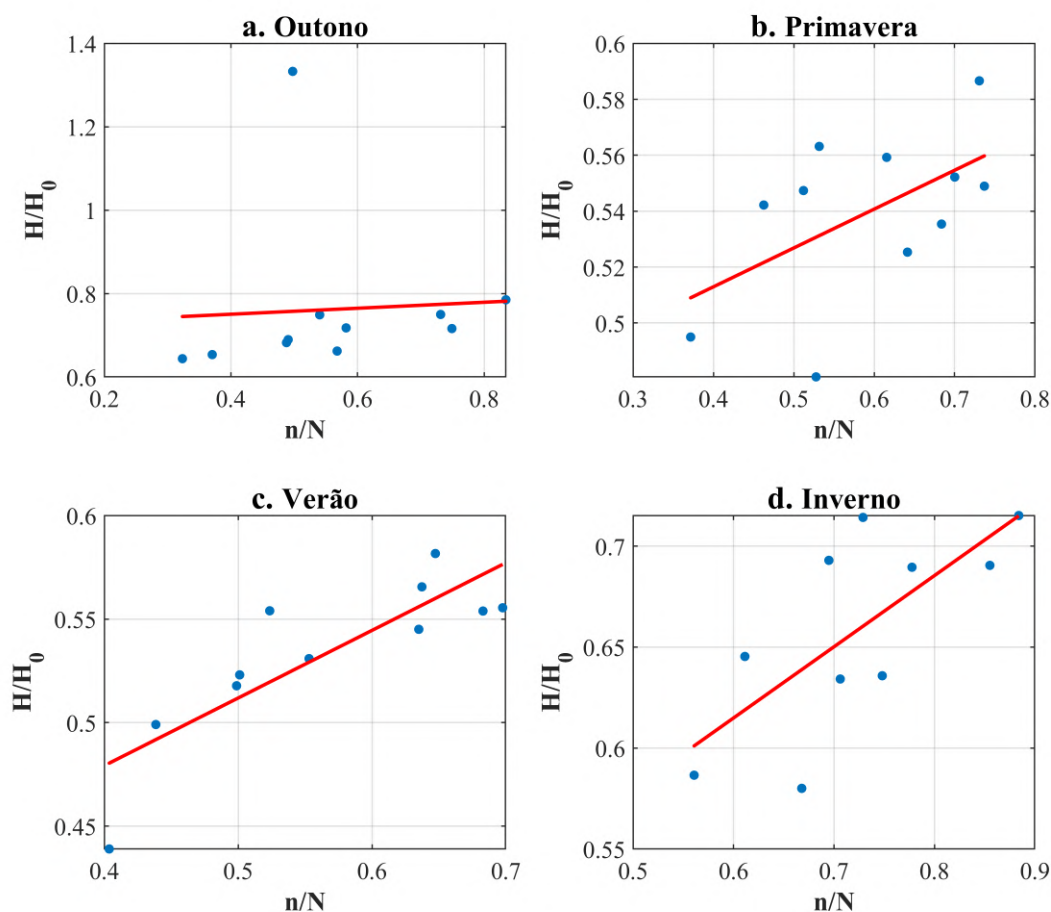 a. Outono
1.4
1.2
1
0.8
0.6
H/H0
0.2 0.4 0.6 0.8
n/N
b. Primavera
0.6
0.58
0.56
0.54
0.52
0.5
H/H0
0.3 0.4 0.5 0.6 0.7 0.8
n/N
c. Verão
0.6
0.55
0.5
0.45
H/H0
0.4 0.5 0.6 0.7
n/N
d. Inverno
0.7
0.65
0.6
0.55
H/H0
0.5 0.6 0.7 0.8 0.9
n/N